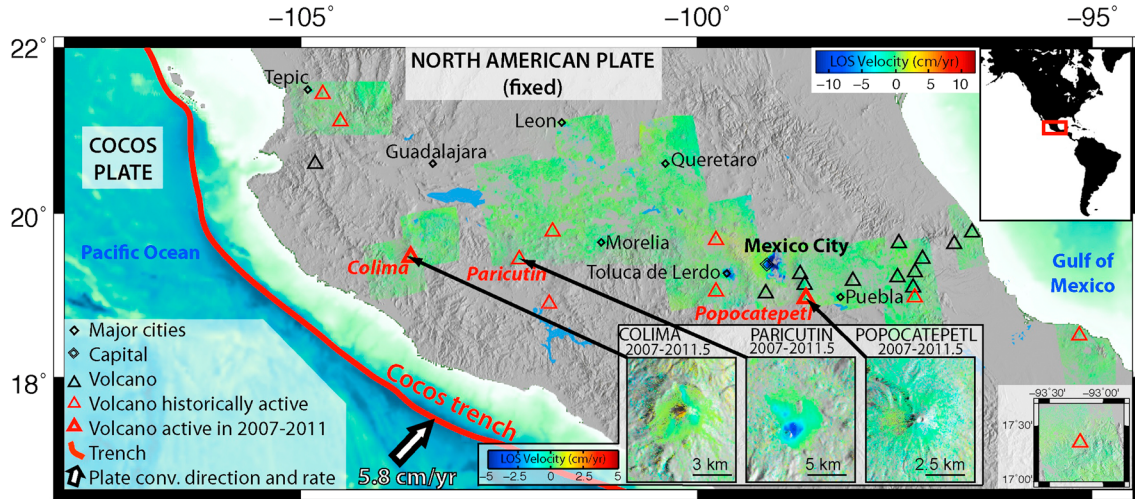 −105°
−100°
−95°
22°
20°
18°
NORTH AMERICAN PLATE
(fixed)
LOS Velocity (cm/yr)
−10 −5 0 5 10
COCOS
PLATE
Tepic
Leon
Guadalajara
Queretaro
Pacific Ocean
Colima
Paricutin
Morelia
Mexico City
Toluca de Lerdo
Popocatepetl
Puebla
Gulf of
Mexico
Major cities
Capital
Volcano
Volcano historically active
Volcano active in 2007-2011
Trench
Plate conv. direction and rate
Cocos trench
5.8 cm/yr
LOS Velocity (cm/yr)
−5 −2.5 0 2.5 5
COLIMA
2007-2011.5
3 km
PARICUTIN
2007-2011.5
5 km
POPOCATEPETL
2007-2011.5
2.5 km
−93°30' −93°00'
17°30'
17°00'